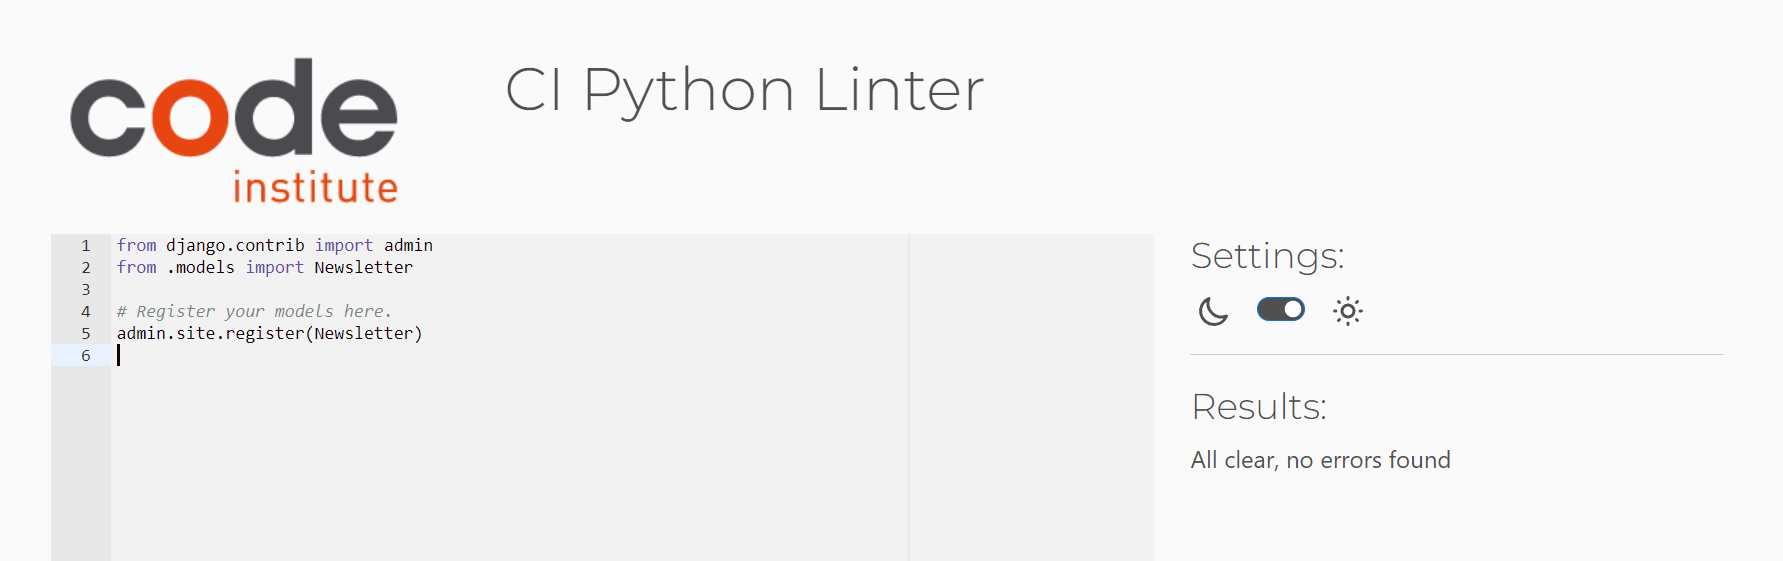 code
institute
CI Python Linter
1 from django.contrib import admin
2 from .models import Newsletter
3
4 # Register your models here.
5 admin.site.register(Newsletter)
6
Settings:
Results:
All clear, no errors found